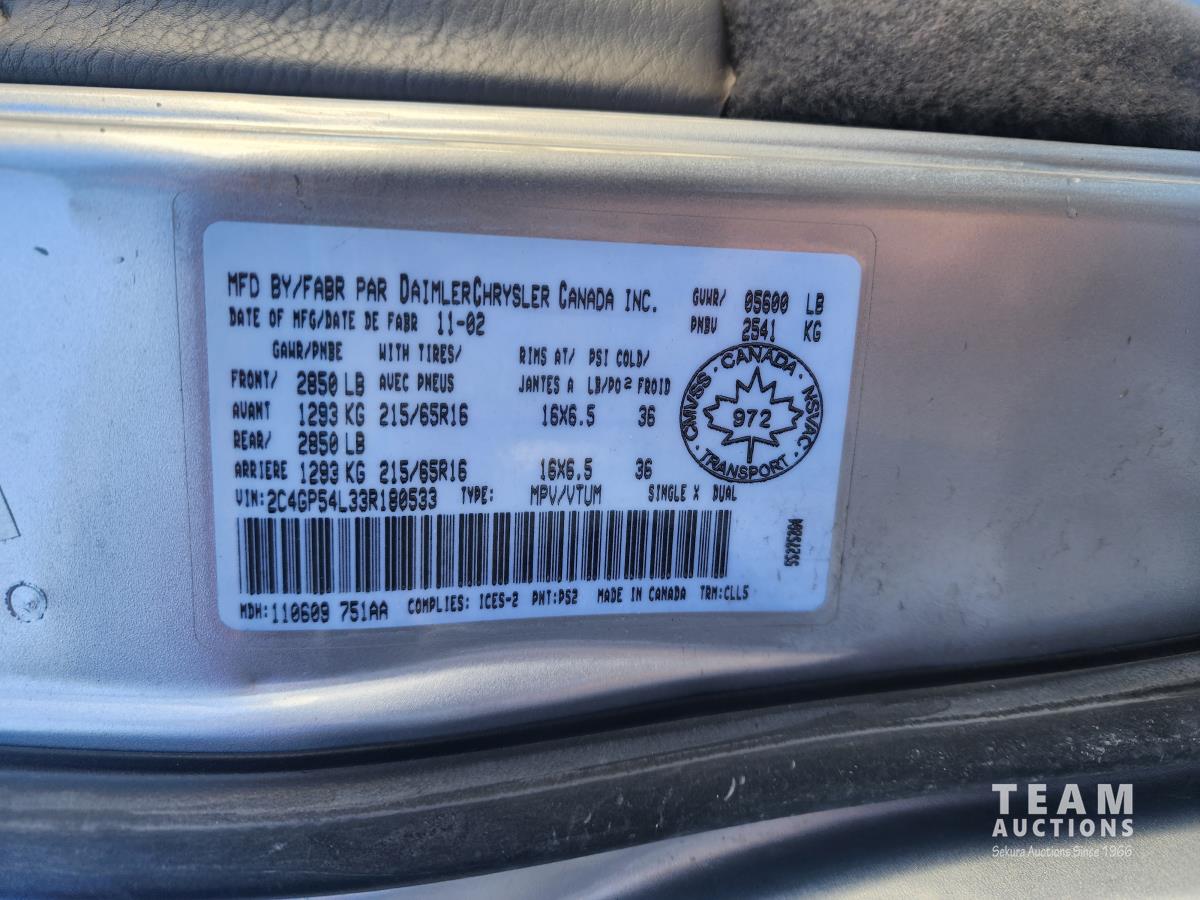 MFD BY/FABR PAR DAIMLERCHRYSLER CANADA INC. GVWR/ 05600 LB
DATE OF MFG/DATE DE FABR 11-02 PNBV 2541 KG
GAWR/PNBE WITH TIRES/ RIMS AT/ PSI COLD/
FRONT/ 2850 LB AVEC PNEUS JANTES A LB/PO² FROID
AVANT 1293 KG 215/65R16 16X6.5 36
REAR/ 2850 LB
ARRIERE 1293 KG 215/65R16 16X6.5 36
CMVSS · CANADA · NSVAC
972
· TRANSPORT ·
VIN: 2C4GP54L33R180533 TYPE: MPV/VTUM SINGLE X DUAL
MDH: 110609 751AA COMPLIES: ICES-2 PNT:PS2 MADE IN CANADA TRM:CLL5
TEAM
AUCTIONS
Sekura Auctions Since 1966